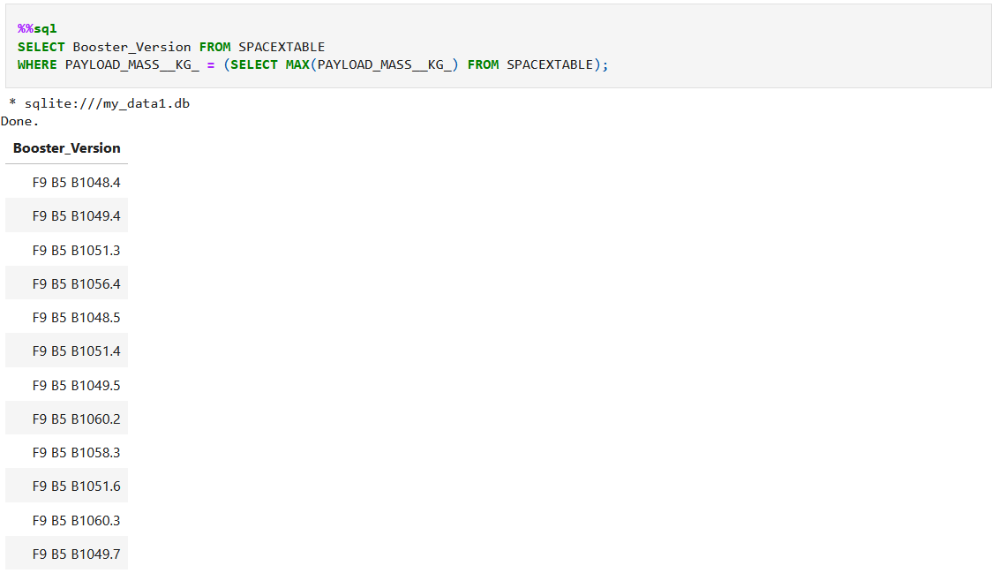 %%sql
SELECT Booster_Version FROM SPACEXTABLE
WHERE PAYLOAD_MASS__KG_ = (SELECT MAX(PAYLOAD_MASS__KG_) FROM SPACEXTABLE);
* sqlite:///my_data1.db
Done.
Booster_Version
F9 B5 B1048.4
F9 B5 B1049.4
F9 B5 B1051.3
F9 B5 B1056.4
F9 B5 B1048.5
F9 B5 B1051.4
F9 B5 B1049.5
F9 B5 B1060.2
F9 B5 B1058.3
F9 B5 B1051.6
F9 B5 B1060.3
F9 B5 B1049.7